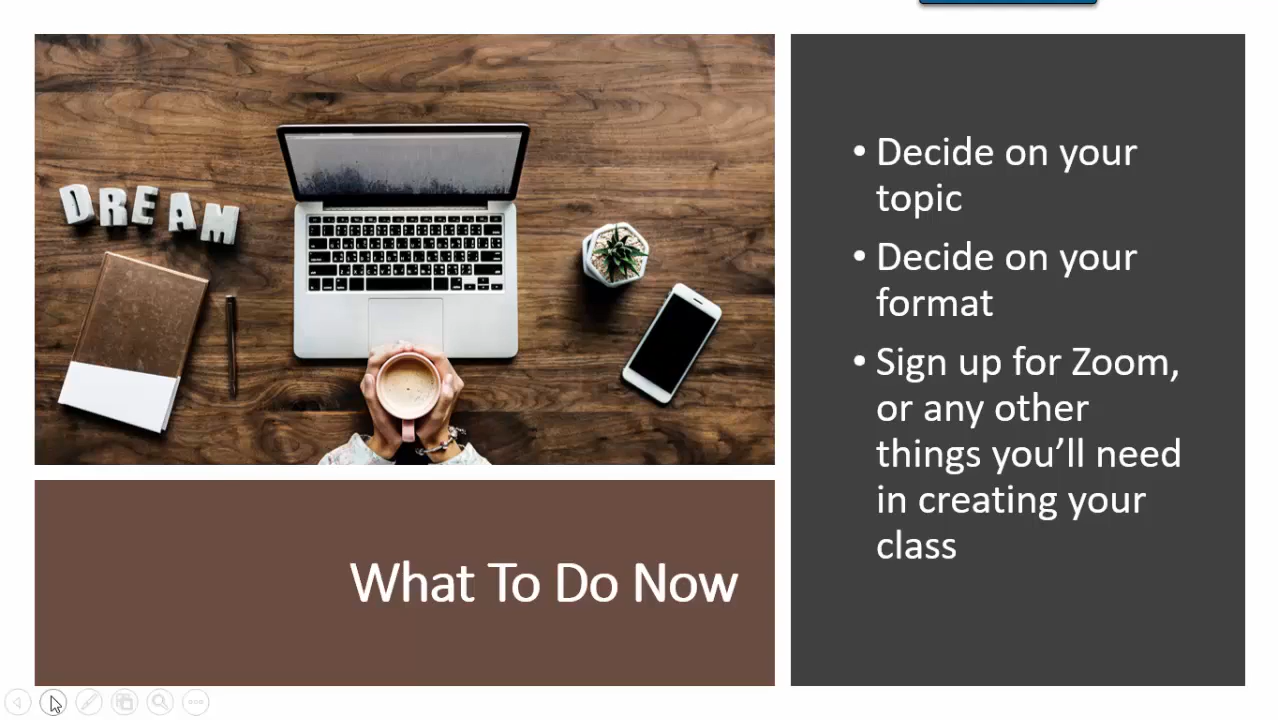 DREAM
What To Do Now
• Decide on your
topic
• Decide on your
format
• Sign up for Zoom,
or any other
things you’ll need
in creating your
class